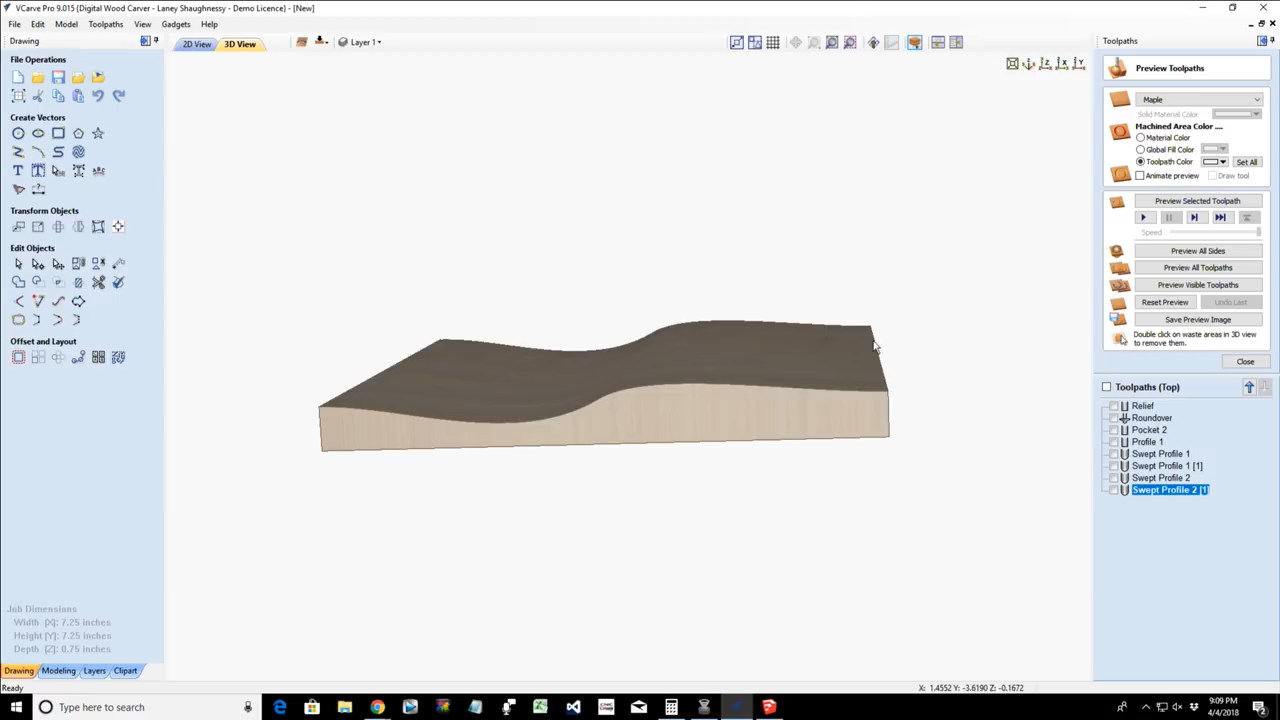 VCarve Pro 9.015 {Digital Wood Carver - Laney Shaughnessy - Demo Licence} - [New]
File Edit Model Toolpaths View Gadgets Help
Drawing
File Operations
Create Vectors
Transform Objects
Edit Objects
Offset and Layout
Job Dimensions
Width (X): 7.25 inches
Height (Y): 7.25 inches
Depth (Z): 0.75 inches
Drawing Modeling Layers Clipart
Ready
2D View 3D View Layer 1
Z X Y
Toolpaths
Preview Toolpaths
Maple
Solid Material Color
Machined Area Color ....
Material Color
Global Fill Color
Toolpath Color Set All
Animate preview Draw tool
Preview Selected Toolpath
Speed
Preview All Sides
Preview All Toolpaths
Preview Visible Toolpaths
Reset Preview Undo Last
Save Preview Image
Double click on waste areas in 3D view
to remove them.
Close
Toolpaths (Top)
Relief
Roundover
Pocket 2
Profile 1
Swept Profile 1
Swept Profile 1 [1]
Swept Profile 2
Swept Profile 2 [1]
X: 1.4552 Y: -3.6190 Z: -0.1672
Type here to search
9:09 PM
4/4/2018